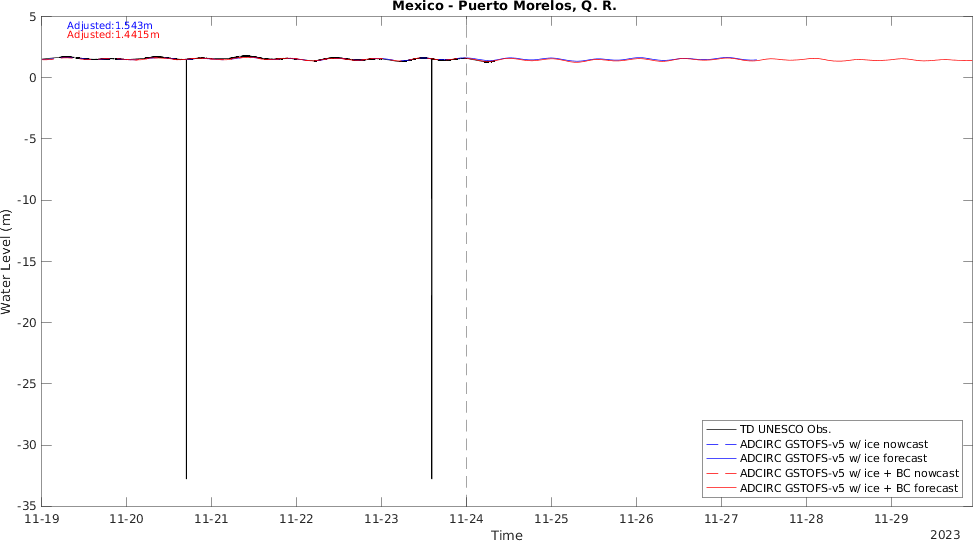 Mexico - Puerto Morelos, Q. R.
Adjusted:1.543m
Adjusted:1.4415m
5
0
-5
-10
-15
-20
-25
-30
-35
Water Level (m)
11-19 11-20 11-21 11-22 11-23 11-24 11-25 11-26 11-27 11-28 11-29
Time
2023
TD UNESCO Obs.
ADCIRC GSTOFS-v5 w/ ice nowcast
ADCIRC GSTOFS-v5 w/ ice forecast
ADCIRC GSTOFS-v5 w/ ice + BC nowcast
ADCIRC GSTOFS-v5 w/ ice + BC forecast